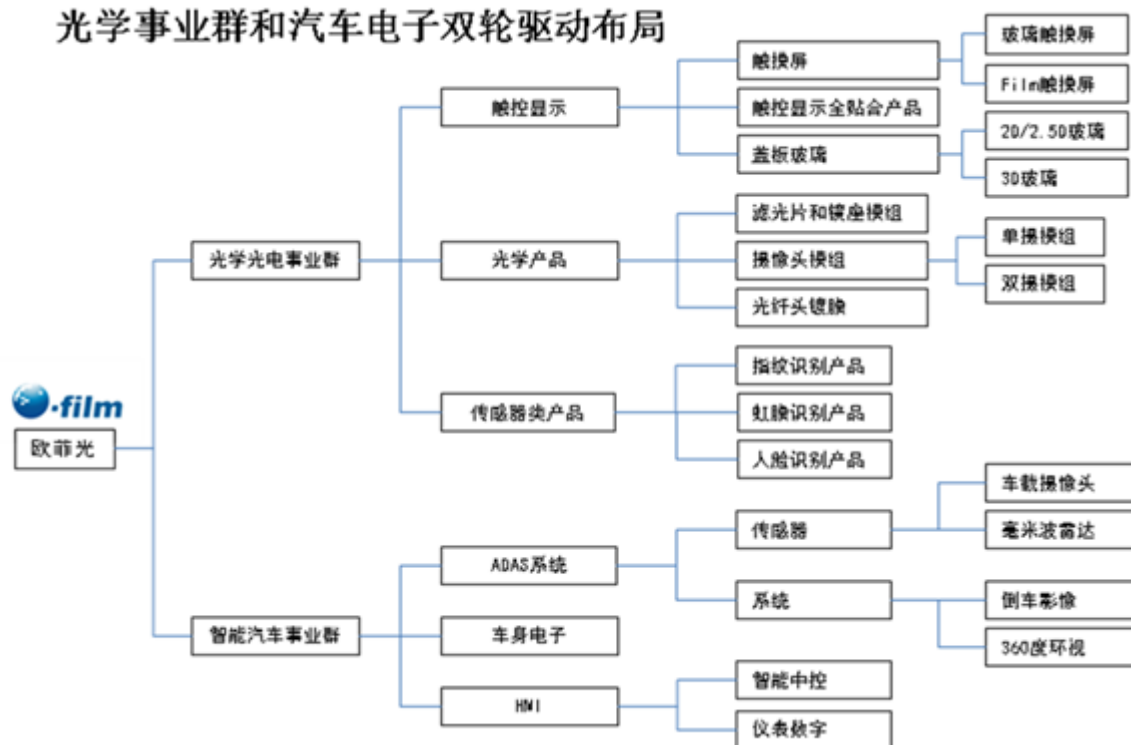 光学事业群和汽车电子双轮驱动布局
玻璃触摸屏
触摸屏
Film触摸屏
触控显示
触控显示全贴合产品
2D/2.5D玻璃
盖板玻璃
3D玻璃
滤光片和镜座模组
单摄模组
光学光电事业群
光学产品
摄像头模组
双摄模组
光纤头镀膜
指纹识别产品
·film
传感器类产品
虹膜识别产品
欧菲光
人脸识别产品
车载摄像头
传感器
毫米波雷达
ADAS系统
系统
倒车影像
智能汽车事业群
车身电子
360度环视
智能中控
HMI
仪表数字